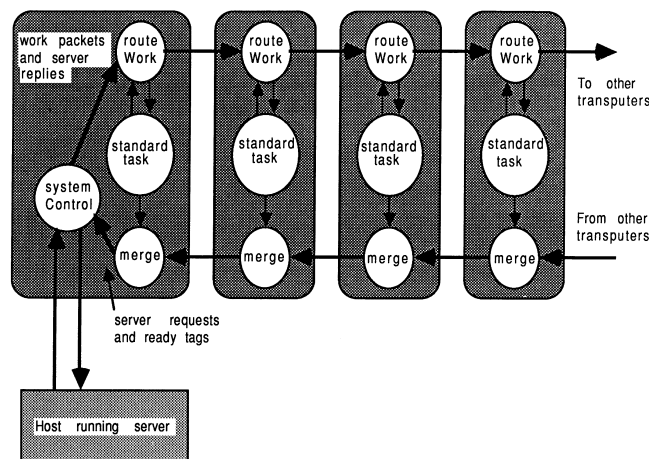 work packets
and server
replies
route
Work
route
Work
route
Work
route
Work
To other
transputers
standard
task
standard
task
standard
task
standard
task
system
Control
From other
transputers
merge
merge
merge
merge
server requests
and ready tags
Host running server